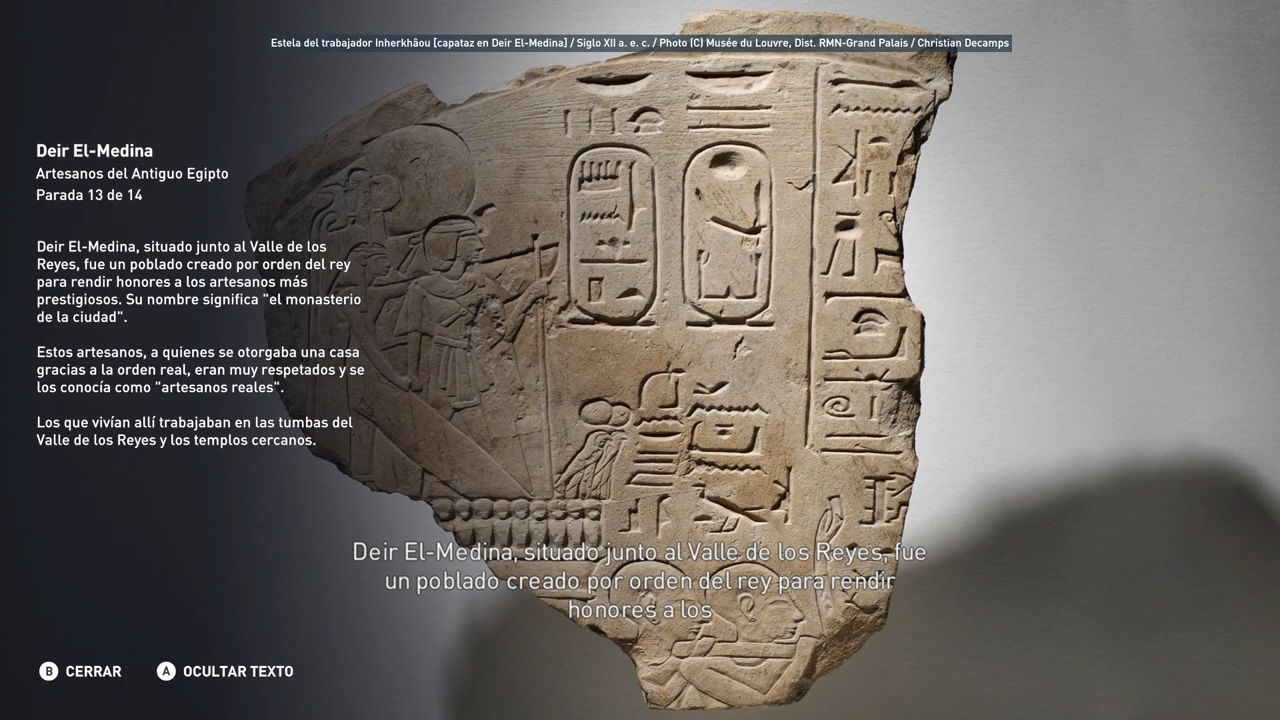 Estela del trabajador Inherkhâou [capataz en Deir El-Medina] / Siglo XII a. e. c. / Photo (C) Musée du Louvre, Dist. RMN-Grand Palais / Christian Decamps
Deir El-Medina
Artesanos del Antiguo Egipto
Parada 13 de 14
Deir El-Medina, situado junto al Valle de los
Reyes, fue un poblado creado por orden del rey
para rendir honores a los artesanos más
prestigiosos. Su nombre significa "el monasterio
de la ciudad".
Estos artesanos, a quienes se otorgaba una casa
gracias a la orden real, eran muy respetados y se
los conocía como "artesanos reales".
Los que vivían allí trabajaban en las tumbas del
Valle de los Reyes y los templos cercanos.
Deir El-Medina, situado junto al Valle de los Reyes, fue
un poblado creado por orden del rey para rendir
honores a los
B CERRAR A OCULTAR TEXTO